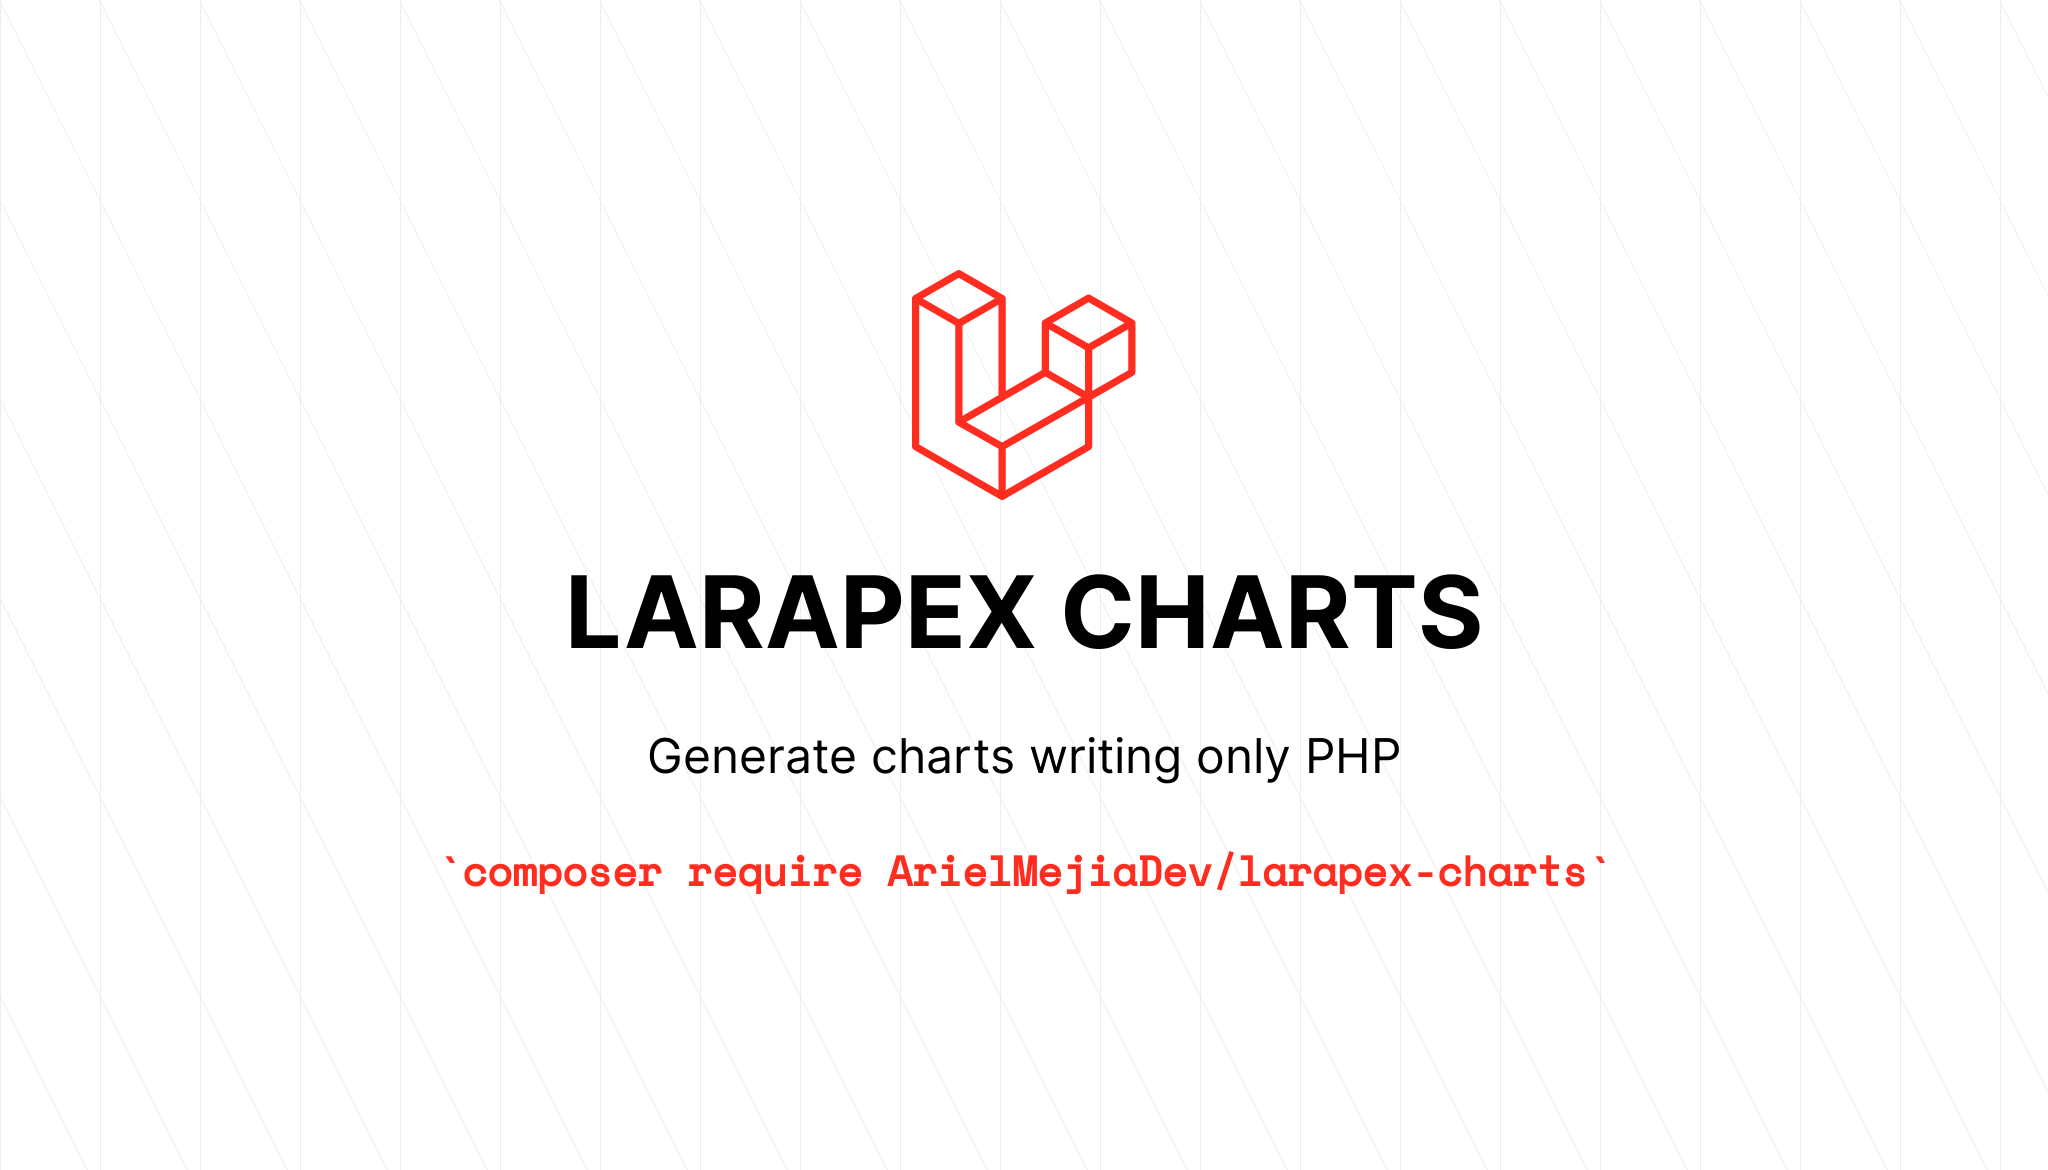 LARAPEX CHARTS
Generate charts writing only PHP
`composer require ArielMejiaDev/larapex-charts`